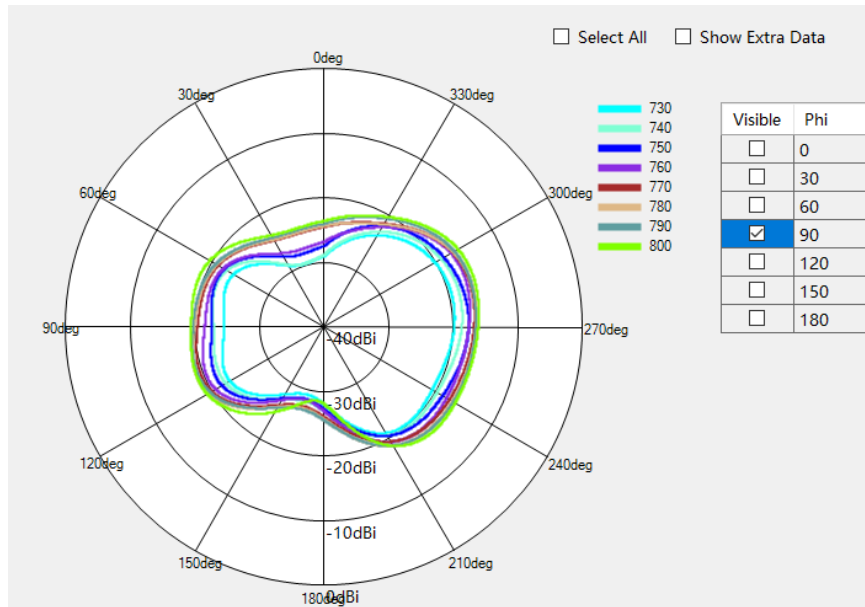 Select All
Show Extra Data
0deg
30deg
330deg
60deg
300deg
90deg
270deg
120deg
240deg
150deg
210deg
180deg
-40dBi
-30dBi
-20dBi
-10dBi
0dBi
730
740
750
760
770
780
790
800
Visible Phi
0
30
60
90
120
150
180